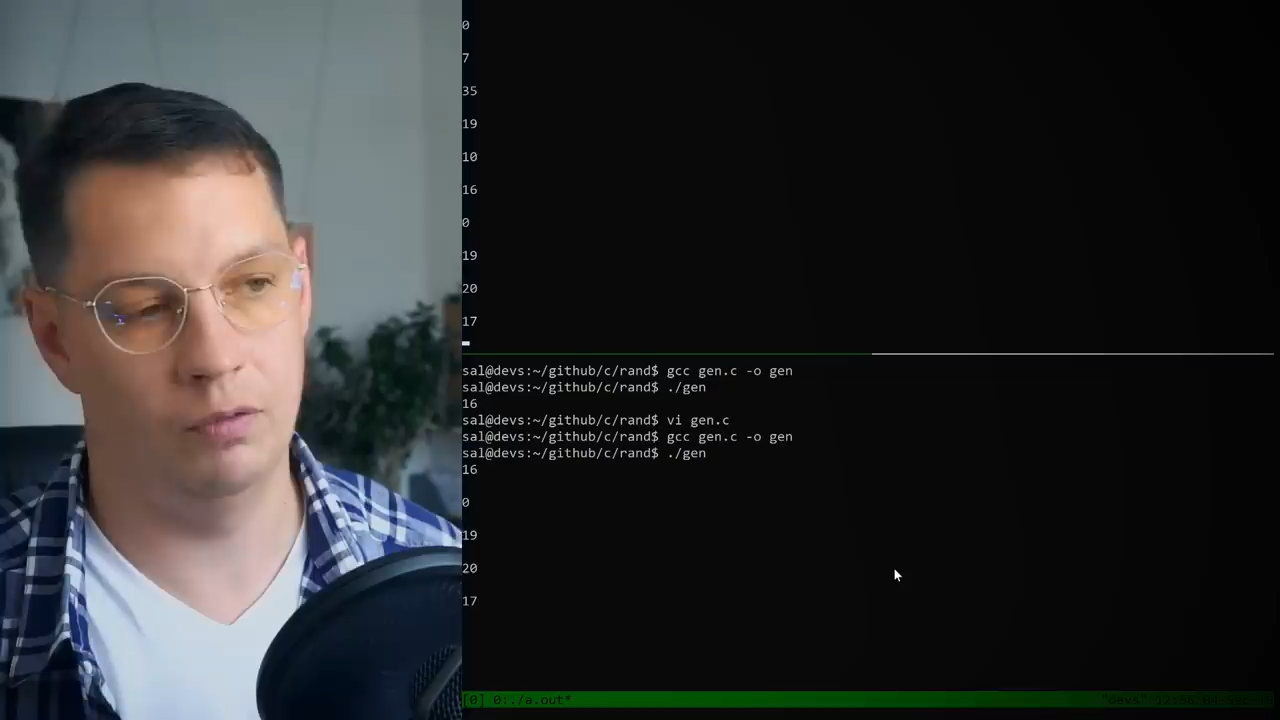 0
7
35
19
10
16
0
19
20
17
sal@devs:~/github/c/rand$ gcc gen.c -o gen
sal@devs:~/github/c/rand$ ./gen
16
sal@devs:~/github/c/rand$ vi gen.c
sal@devs:~/github/c/rand$ gcc gen.c -o gen
sal@devs:~/github/c/rand$ ./gen
16
0
19
20
17
[0] 0:./a.out* "devs"